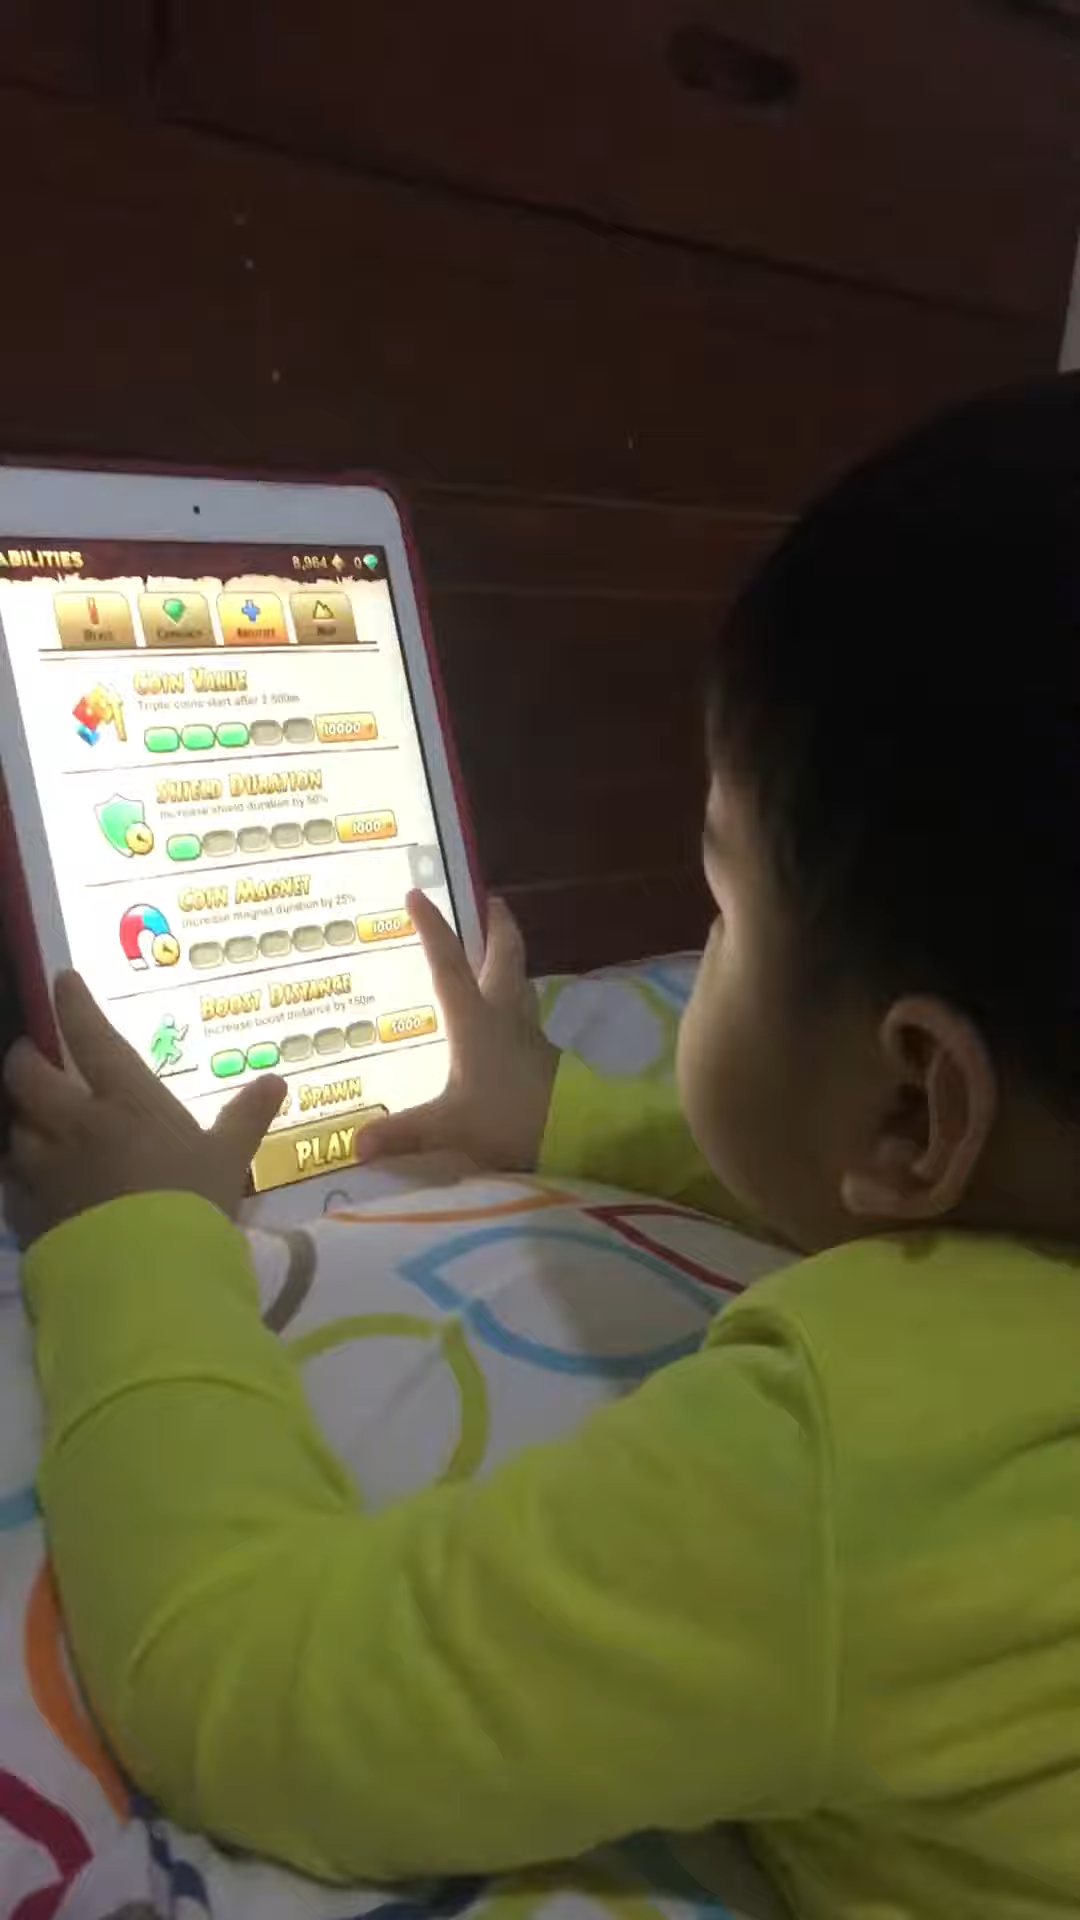 ABILITIES 8,964 0
ABILITIES MAP
COIN VALUE
Triple coins start after 2,500m
10000
SHIELD DURATION
Increase shield duration by 50%
1000
COIN MAGNET
Increase magnet duration by 25%
1000
BOOST DISTANCE
Increase boost distance by 150m
SPAWN
PLAY